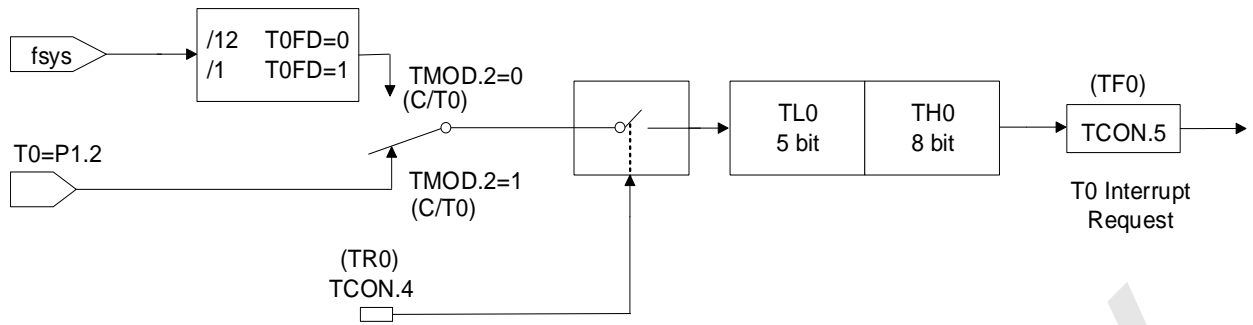 fsys
/12 T0FD=0
/1 T0FD=1
TMOD.2=0
(C/T0)
T0=P1.2
TMOD.2=1
(C/T0)
(TR0)
TCON.4
TL0
5 bit
TH0
8 bit
(TF0)
TCON.5
T0 Interrupt
Request